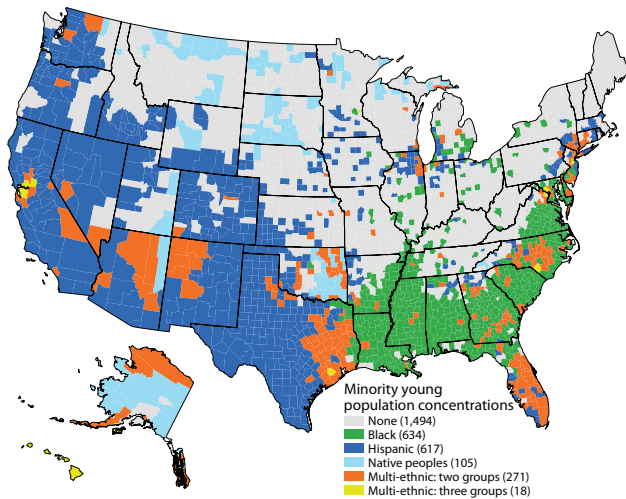 Minority young
population concentrations
None (1,494)
Black (634)
Hispanic (617)
Native peoples (105)
Multi-ethnic: two groups (271)
Multi-ethnic: three groups (18)